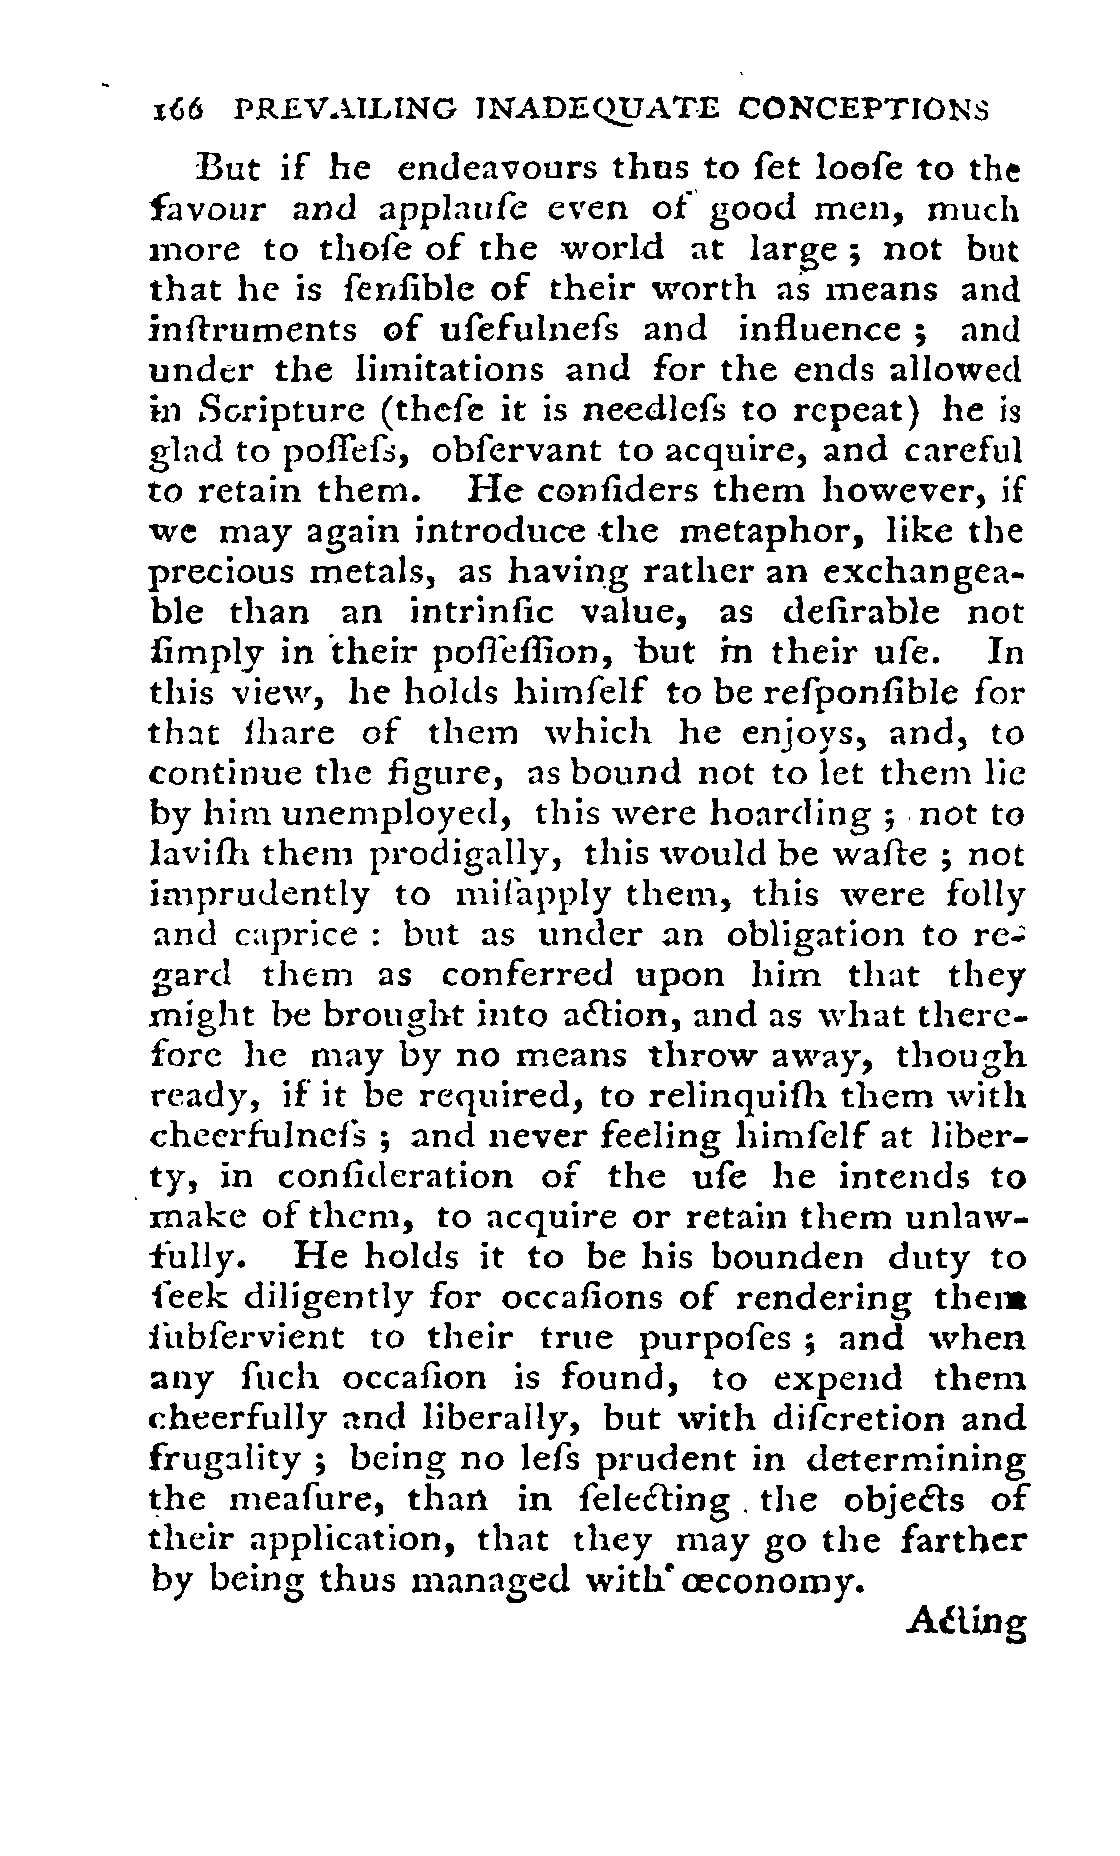 166 PREVAILING INADEQUATE CONCEPTIONS
But if he endeavours thus to ſet looſe to the
favour and applauſe even of good men, much
more to thoſe of the world at large ; not but
that he is ſenſible of their worth as means and
inſtruments of uſefulneſs and influence ; and
under the limitations and for the ends allowed
in Scripture (theſe it is needleſs to repeat) he is
glad to poſſeſs, obſervant to acquire, and careful
to retain them. He conſiders them however, if
we may again introduce the metaphor, like the
precious metals, as having rather an exchangea-
ble than an intrinſic value, as deſirable not
ſimply in their poſſeſſion, but in their uſe. In
this view, he holds himſelf to be reſponſible for
that ſhare of them which he enjoys, and, to
continue the figure, as bound not to let them lie
by him unemployed, this were hoarding ; not to
laviſh them prodigally, this would be waſte ; not
imprudently to miſapply them, this were folly
and caprice : but as under an obligation to re-
gard them as conferred upon him that they
might be brought into action, and as what there-
fore he may by no means throw away, though
ready, if it be required, to relinquiſh them with
cheerfulneſs ; and never feeling himſelf at liber-
ty, in conſideration of the uſe he intends to
make of them, to acquire or retain them unlaw-
fully. He holds it to be his bounden duty to
ſeek diligently for occaſions of rendering them
ſubſervient to their true purpoſes ; and when
any ſuch occaſion is found, to expend them
cheerfully and liberally, but with diſcretion and
frugality ; being no leſs prudent in determining
the meaſure, than in ſelecting the objects of
their application, that they may go the farther
by being thus managed with œconomy.
Acting